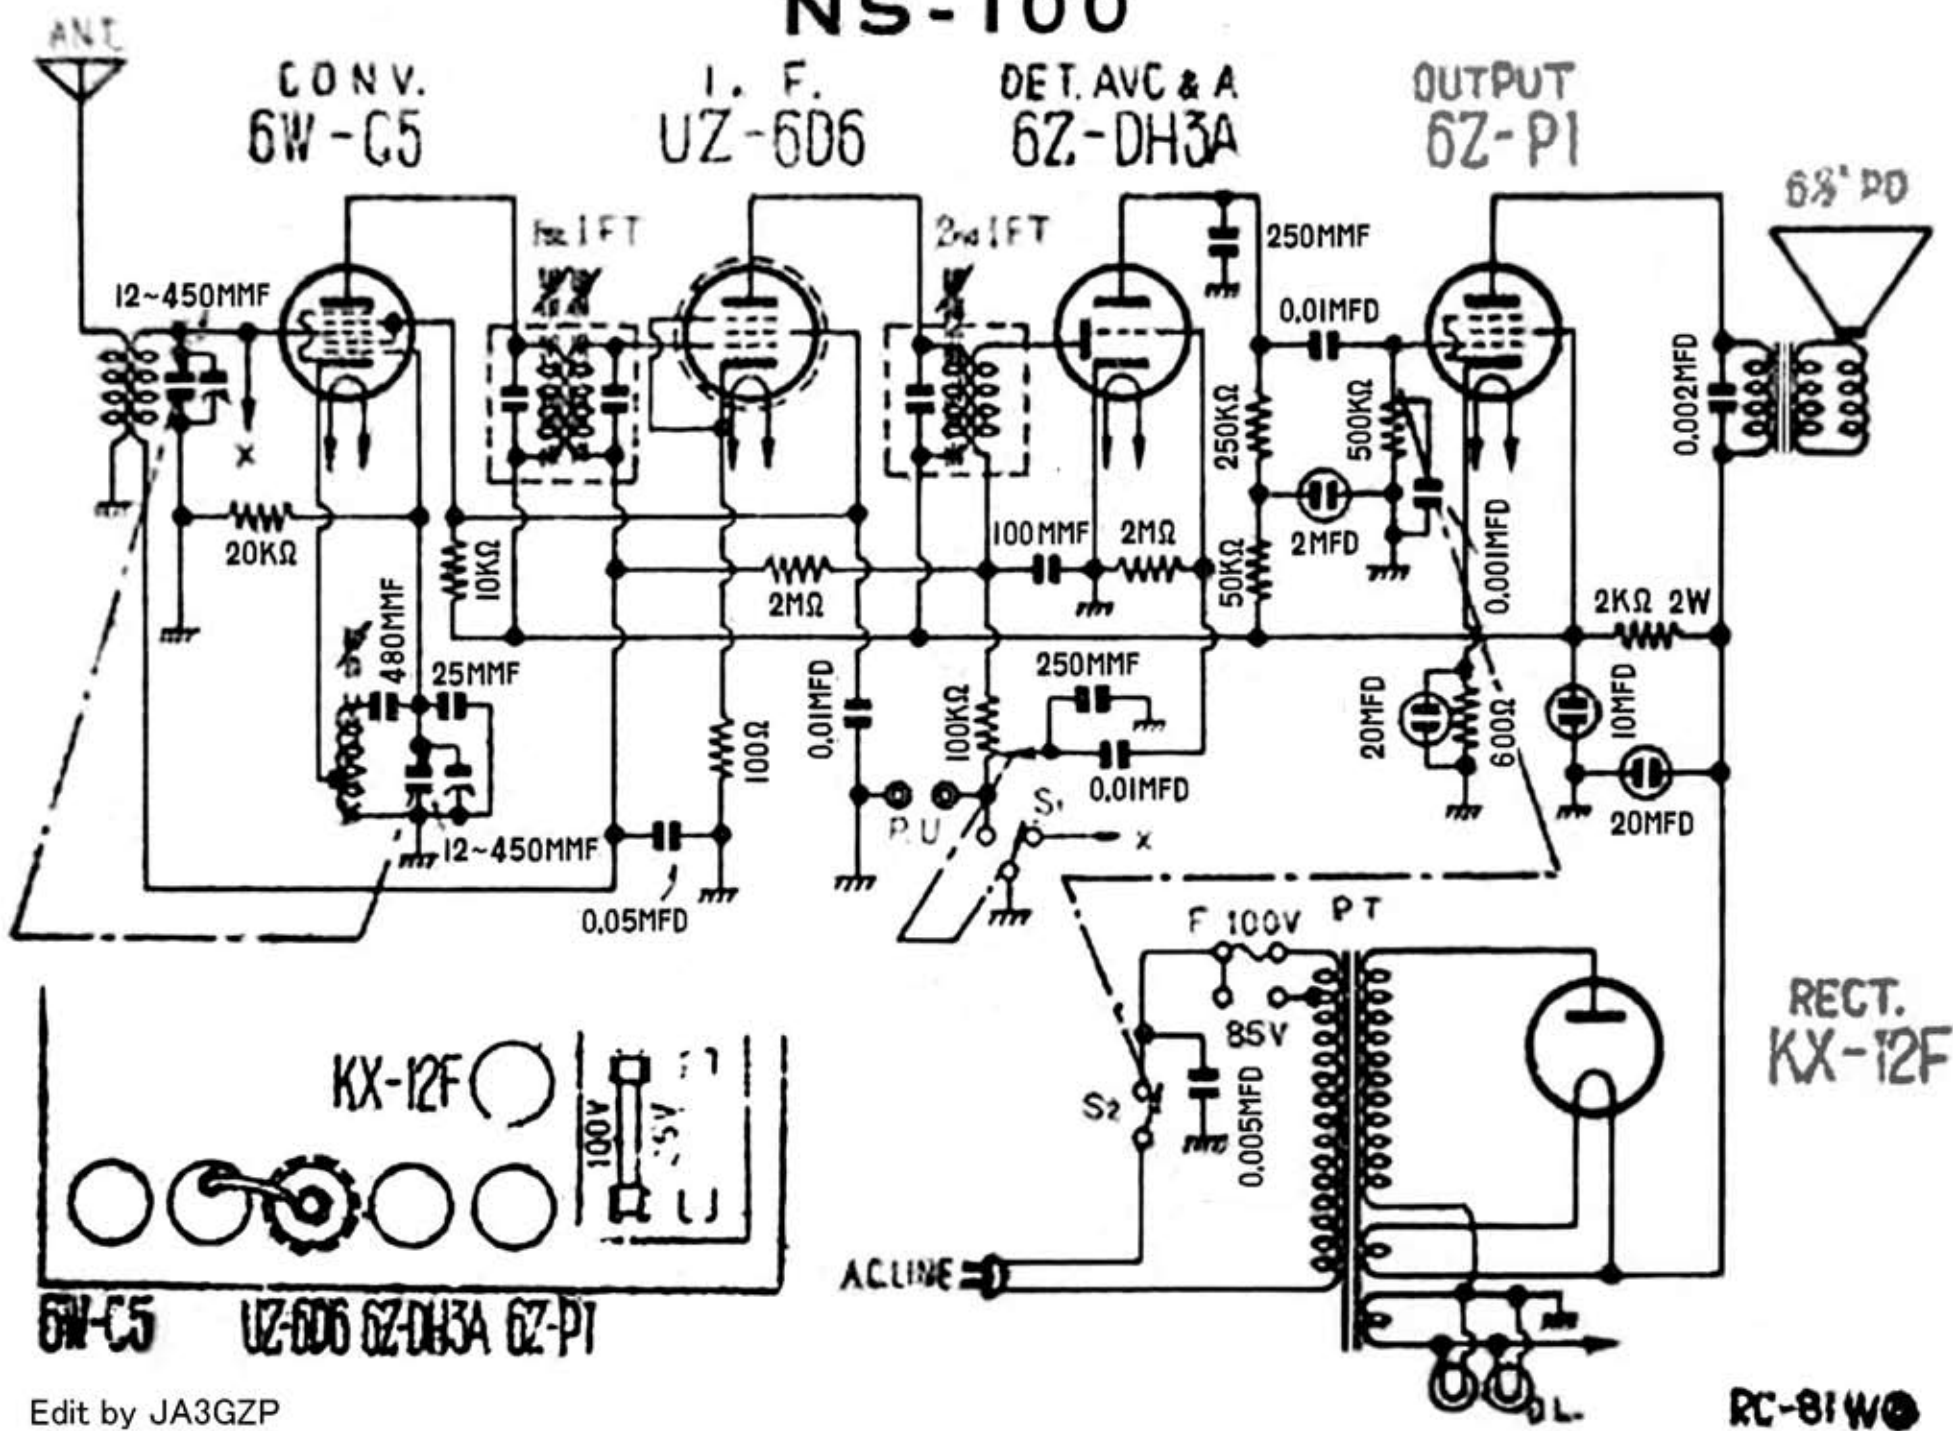 NS-100
ANT.
CONV.
6W-C5
I. F.
UZ-6D6
DET. AVC & A
6Z-DH3A
OUTPUT
6Z-P1
6½" PD
12~450MMF
1st IFT
2nd IFT
250MMF
0.01MFD
0.002MFD
X
20KΩ
10KΩ
2MΩ
100MMF
2MΩ
250KΩ
50KΩ
500KΩ
2MFD
0.001MFD
2KΩ 2W
480MMF
25MMF
12~450MMF
0.05MFD
100Ω
0.01MFD
P.U
100KΩ
250MMF
0.01MFD
S1
X
20MFD
600Ω
10MFD
20MFD
F 100V
PT
85V
S2
0.005MFD
A.C.LINE
RECT.
KX-12F
KX-12F
100V
6W-C5
UZ-6D6 6Z-DH3A 6Z-P1
Edit by JA3GZP